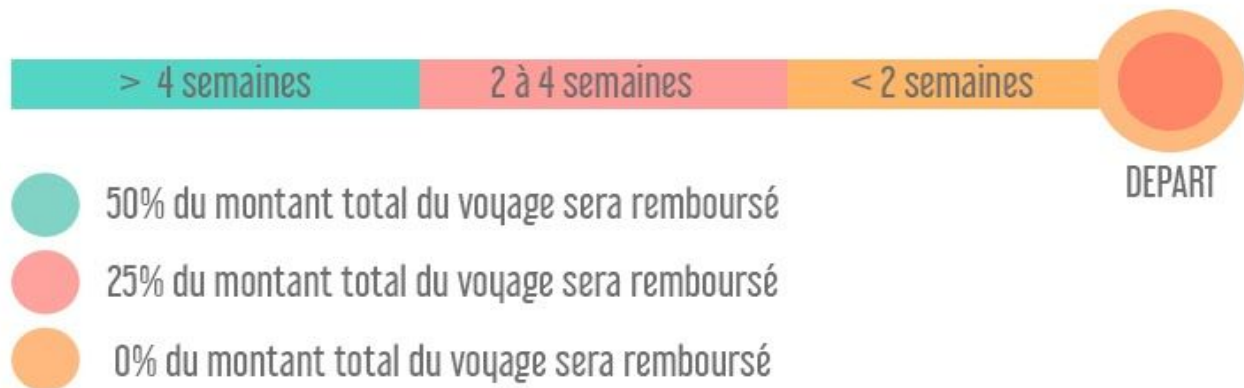 > 4 semaines 2 à 4 semaines < 2 semaines
DEPART
50% du montant total du voyage sera remboursé
25% du montant total du voyage sera remboursé
0% du montant total du voyage sera remboursé